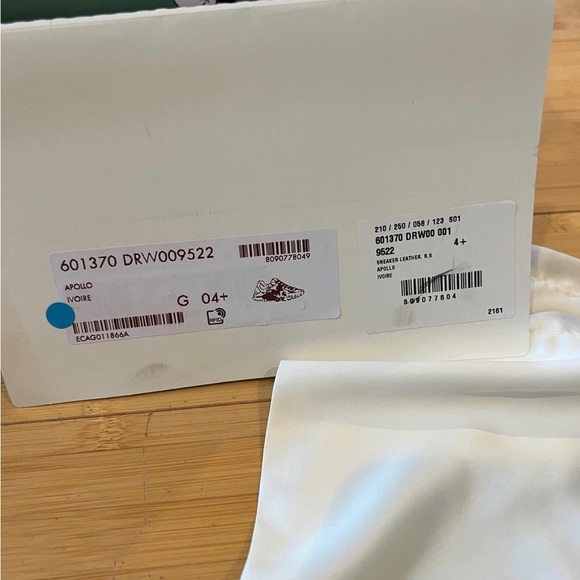 601370 DRW009522
8090778049
APOLLO
IVOIRE
G 04+
RFID
ECAG011866A
210 / 250 / 058 / 123 S01
601370 DRW00 001
9522 4+
SNEAKER LEATHER, R.S
APOLLO
IVOIRE
809077804
2161